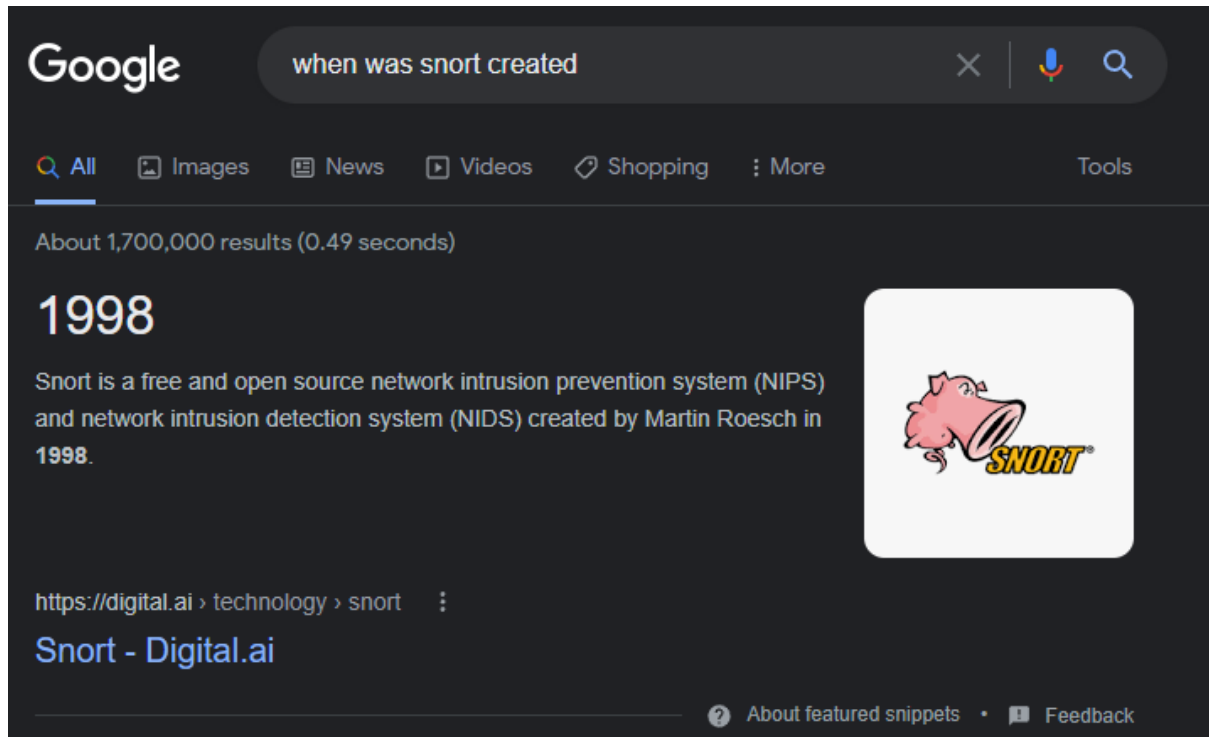 Google
when was snort created
All Images News Videos Shopping More Tools
About 1,700,000 results (0.49 seconds)
1998
Snort is a free and open source network intrusion prevention system (NIPS)
and network intrusion detection system (NIDS) created by Martin Roesch in
1998.
SNORT®
https://digital.ai › technology › snort
Snort - Digital.ai
About featured snippets • Feedback